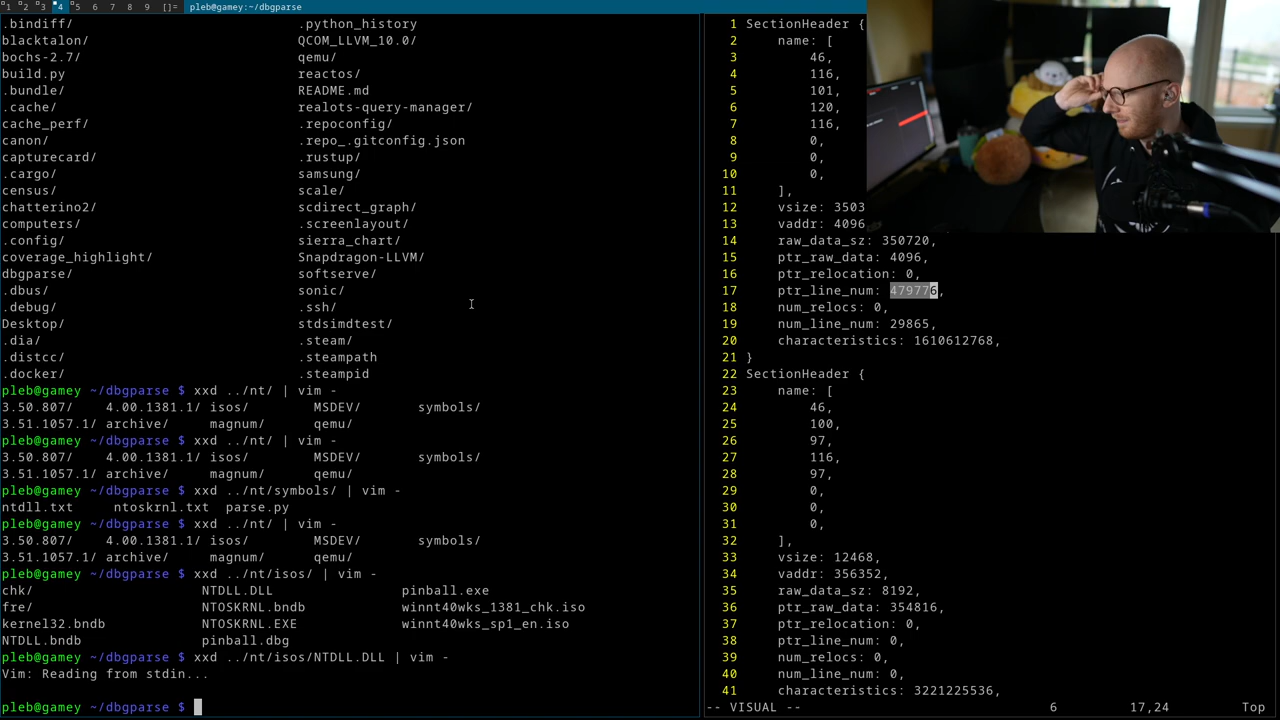 1 2 3 4 5 6 7 8 9 []= pleb@gamey:~/dbgparse
.bindiff/ .python_history
blacktalon/ QCOM_LLVM_10.0/
bochs-2.7/ qemu/
build.py reactos/
.bundle/ README.md
.cache/ realots-query-manager/
cache_perf/ .repoconfig/
canon/ .repo_.gitconfig.json
capturecard/ .rustup/
.cargo/ samsung/
census/ scale/
chatterino2/ scdirect_graph/
computers/ .screenlayout/
.config/ sierra_chart/
coverage_highlight/ Snapdragon-LLVM/
dbgparse/ softserve/
.dbus/ sonic/
.debug/ .ssh/
Desktop/ stdsimdtest/
.dia/ .steam/
.distcc/ .steampath
.docker/ .steampid
pleb@gamey ~/dbgparse $ xxd ../nt/ | vim -
3.50.807/ 4.00.1381.1/ isos/ MSDEV/ symbols/
3.51.1057.1/ archive/ magnum/ qemu/
pleb@gamey ~/dbgparse $ xxd ../nt/ | vim -
3.50.807/ 4.00.1381.1/ isos/ MSDEV/ symbols/
3.51.1057.1/ archive/ magnum/ qemu/
pleb@gamey ~/dbgparse $ xxd ../nt/symbols/ | vim -
ntdll.txt ntoskrnl.txt parse.py
pleb@gamey ~/dbgparse $ xxd ../nt/ | vim -
3.50.807/ 4.00.1381.1/ isos/ MSDEV/ symbols/
3.51.1057.1/ archive/ magnum/ qemu/
pleb@gamey ~/dbgparse $ xxd ../nt/isos/ | vim -
chk/ NTDLL.DLL pinball.exe
fre/ NTOSKRNL.bndb winnt40wks_1381_chk.iso
kernel32.bndb NTOSKRNL.EXE winnt40wks_sp1_en.iso
NTDLL.bndb pinball.dbg
pleb@gamey ~/dbgparse $ xxd ../nt/isos/NTDLL.DLL | vim -
Vim: Reading from stdin...
pleb@gamey ~/dbgparse $
1 SectionHeader {
2 name: [
3 46,
4 116,
5 101,
6 120,
7 116,
8 0,
9 0,
10 0,
11 ],
12 vsize: 3503
13 vaddr: 4096
14 raw_data_sz: 350720,
15 ptr_raw_data: 4096,
16 ptr_relocation: 0,
17 ptr_line_num: 479776,
18 num_relocs: 0,
19 num_line_num: 29865,
20 characteristics: 1610612768,
21 }
22 SectionHeader {
23 name: [
24 46,
25 100,
26 97,
27 116,
28 97,
29 0,
30 0,
31 0,
32 ],
33 vsize: 12468,
34 vaddr: 356352,
35 raw_data_sz: 8192,
36 ptr_raw_data: 354816,
37 ptr_relocation: 0,
38 ptr_line_num: 0,
39 num_relocs: 0,
40 num_line_num: 0,
41 characteristics: 3221225536,
-- VISUAL -- 6 17,24 Top